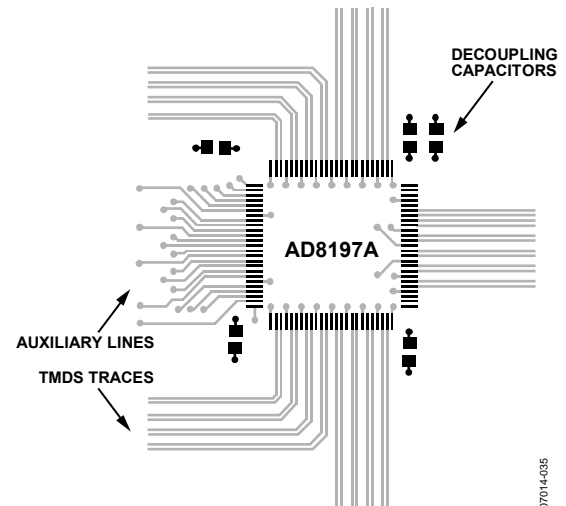 DECOUPLING
CAPACITORS
AD8197A
AUXILIARY LINES
TMDS TRACES
07014-035